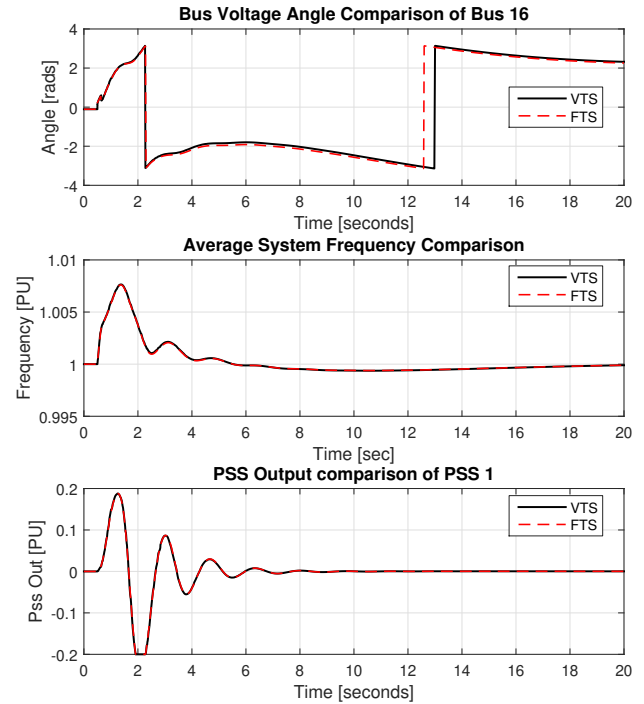 Bus Voltage Angle Comparison of Bus 16
Angle [rads]
4
2
0
-2
-4
VTS
FTS
0 2 4 6 8 10 12 14 16 18 20
Time [seconds]
Average System Frequency Comparison
Frequency [PU]
1.01
1.005
1
0.995
VTS
FTS
0 2 4 6 8 10 12 14 16 18 20
Time [sec]
PSS Output comparison of PSS 1
Pss Out [PU]
0.2
0.1
0
-0.1
-0.2
VTS
FTS
0 2 4 6 8 10 12 14 16 18 20
Time [seconds]